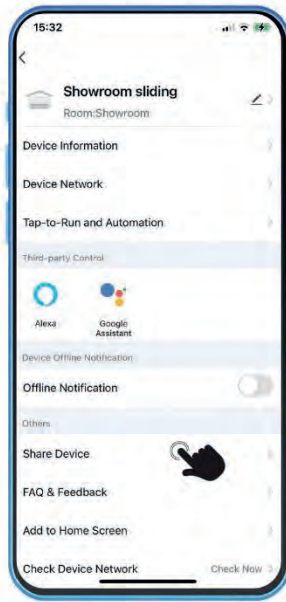 15:32
Showroom sliding
Room:Showroom
Device Information
Device Network
Tap-to-Run and Automation
Third-party Control
Alexa
Google
Assistant
Device Offline Notification
Offline Notification
Others
Share Device
FAQ & Feedback
Add to Home Screen
Check Device Network Check Now